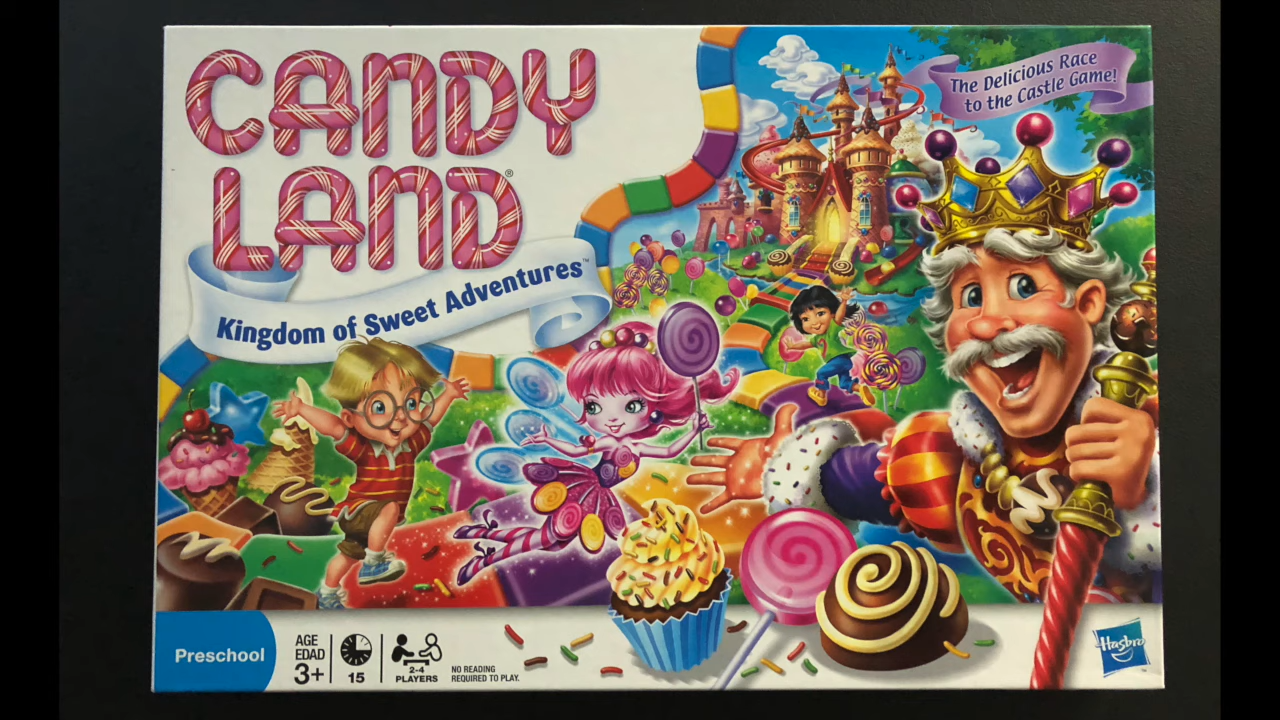 CANDY
LAND®
Kingdom of Sweet Adventures™
The Delicious Race
to the Castle Game!
Preschool
AGE
EDAD
3+
15
2-4
PLAYERS
NO READING
REQUIRED TO PLAY.
Hasbro